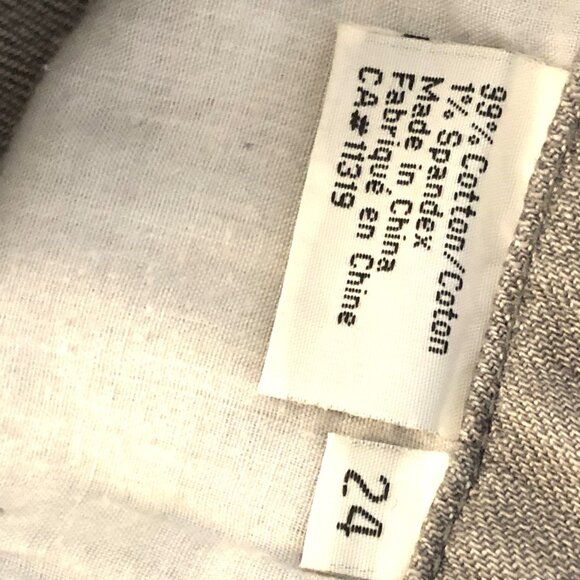 99% Cotton/Coton
1% Spandex
Made in China
Fabriqué en Chine
CA#11319
24